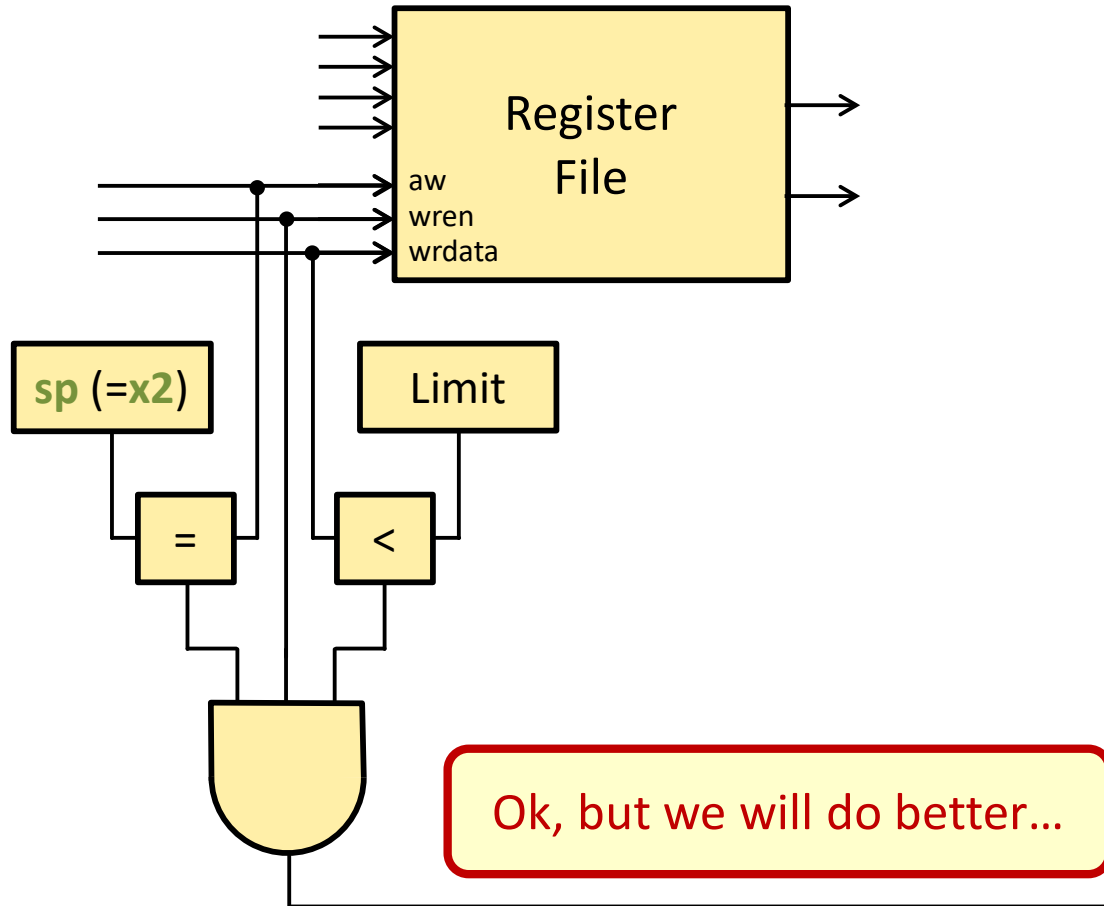 Register
File
aw
wren
wrdata
sp (=x2)
Limit
=
<
Ok, but we will do better…